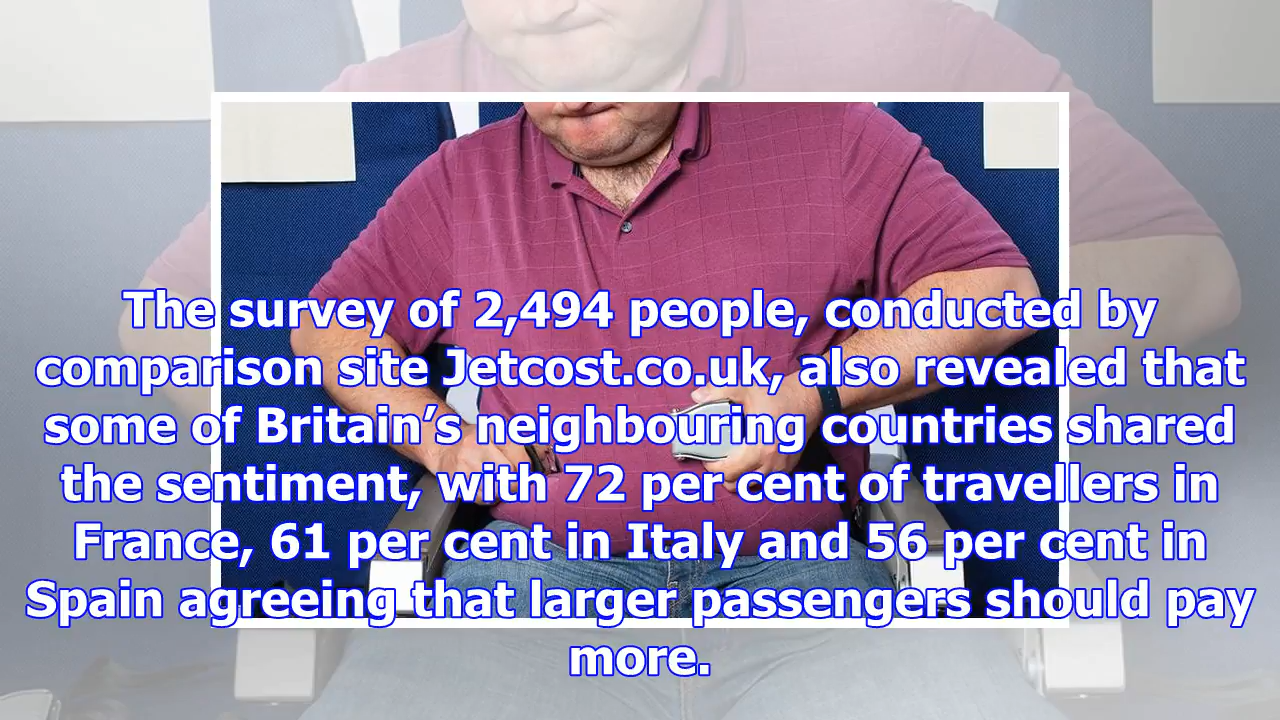 The survey of 2,494 people, conducted by
comparison site Jetcost.co.uk, also revealed that
some of Britain’s neighbouring countries shared
the sentiment, with 72 per cent of travellers in
France, 61 per cent in Italy and 56 per cent in
Spain agreeing that larger passengers should pay
more.